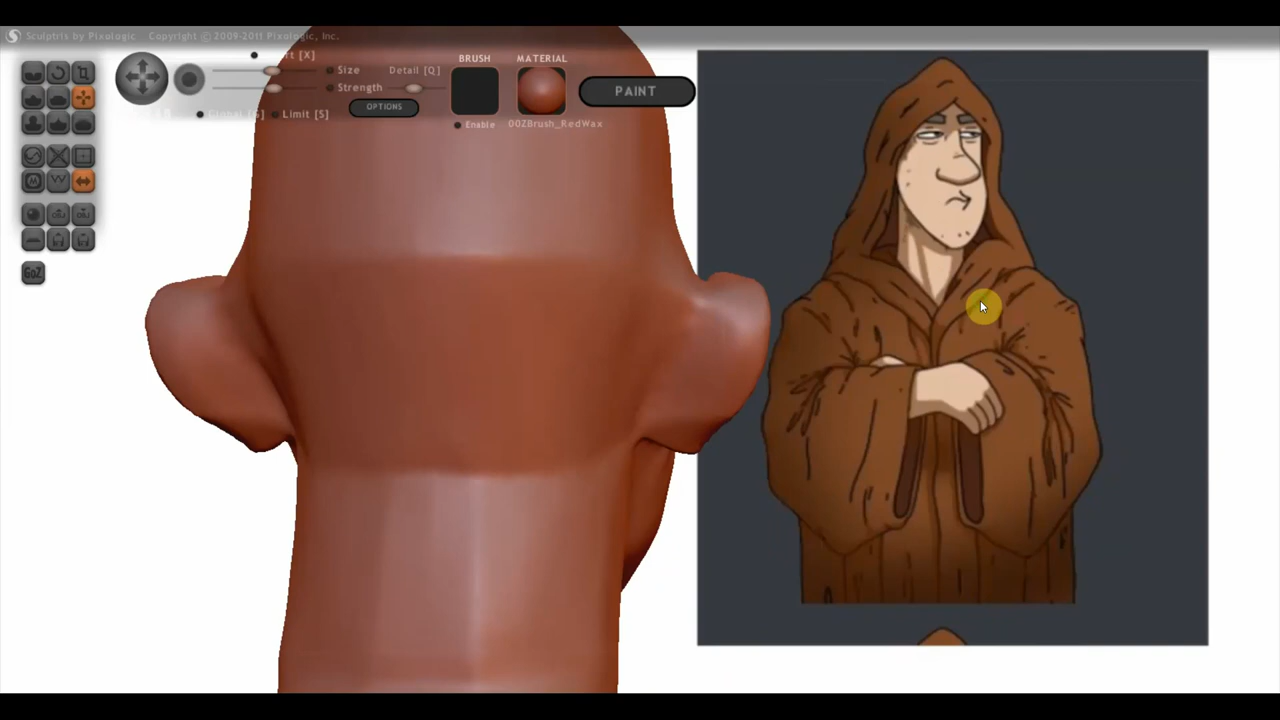 Sculptris by Pixologic Copyright © 2009-2011 Pixologic, Inc.
[X]
Size
Detail [Q]
Strength
OPTIONS
Limit [S]
BRUSH
Enable
MATERIAL
00ZBrush_RedWax
PAINT
GoZ